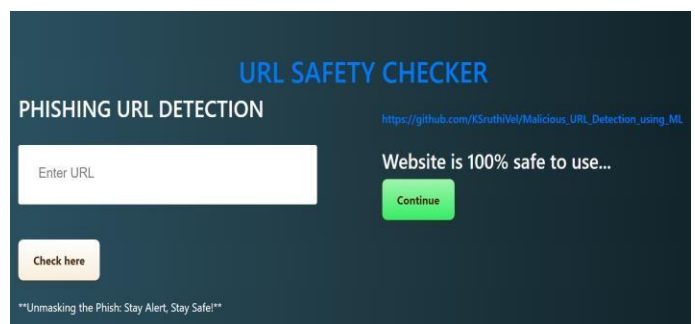 URL SAFETY CHECKER
PHISHING URL DETECTION
Enter URL
Check here
**Unmasking the Phish: Stay Alert, Stay Safe!**
https://github.com/KSruthiVel/Malicious_URL_Detection_using_ML
Website is 100% safe to use...
Continue